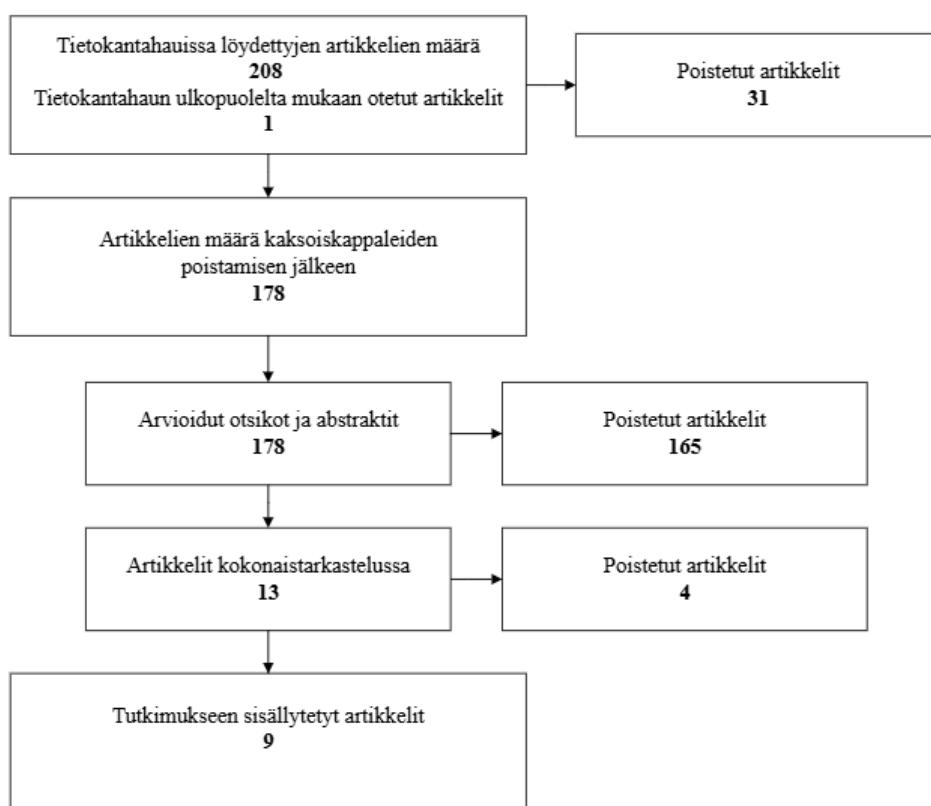 Tietokantahauissa löydettyjen artikkelien määrä
208
Tietokantahaun ulkopuolelta mukaan otetut artikkelit
1
Poistetut artikkelit
31
Artikkelien määrä kaksoiskappaleiden
poistamisen jälkeen
178
Arvioidut otsikot ja abstraktit
178
Poistetut artikkelit
165
Artikkelit kokonaistarkastelussa
13
Poistetut artikkelit
4
Tutkimukseen sisällytetyt artikkelit
9